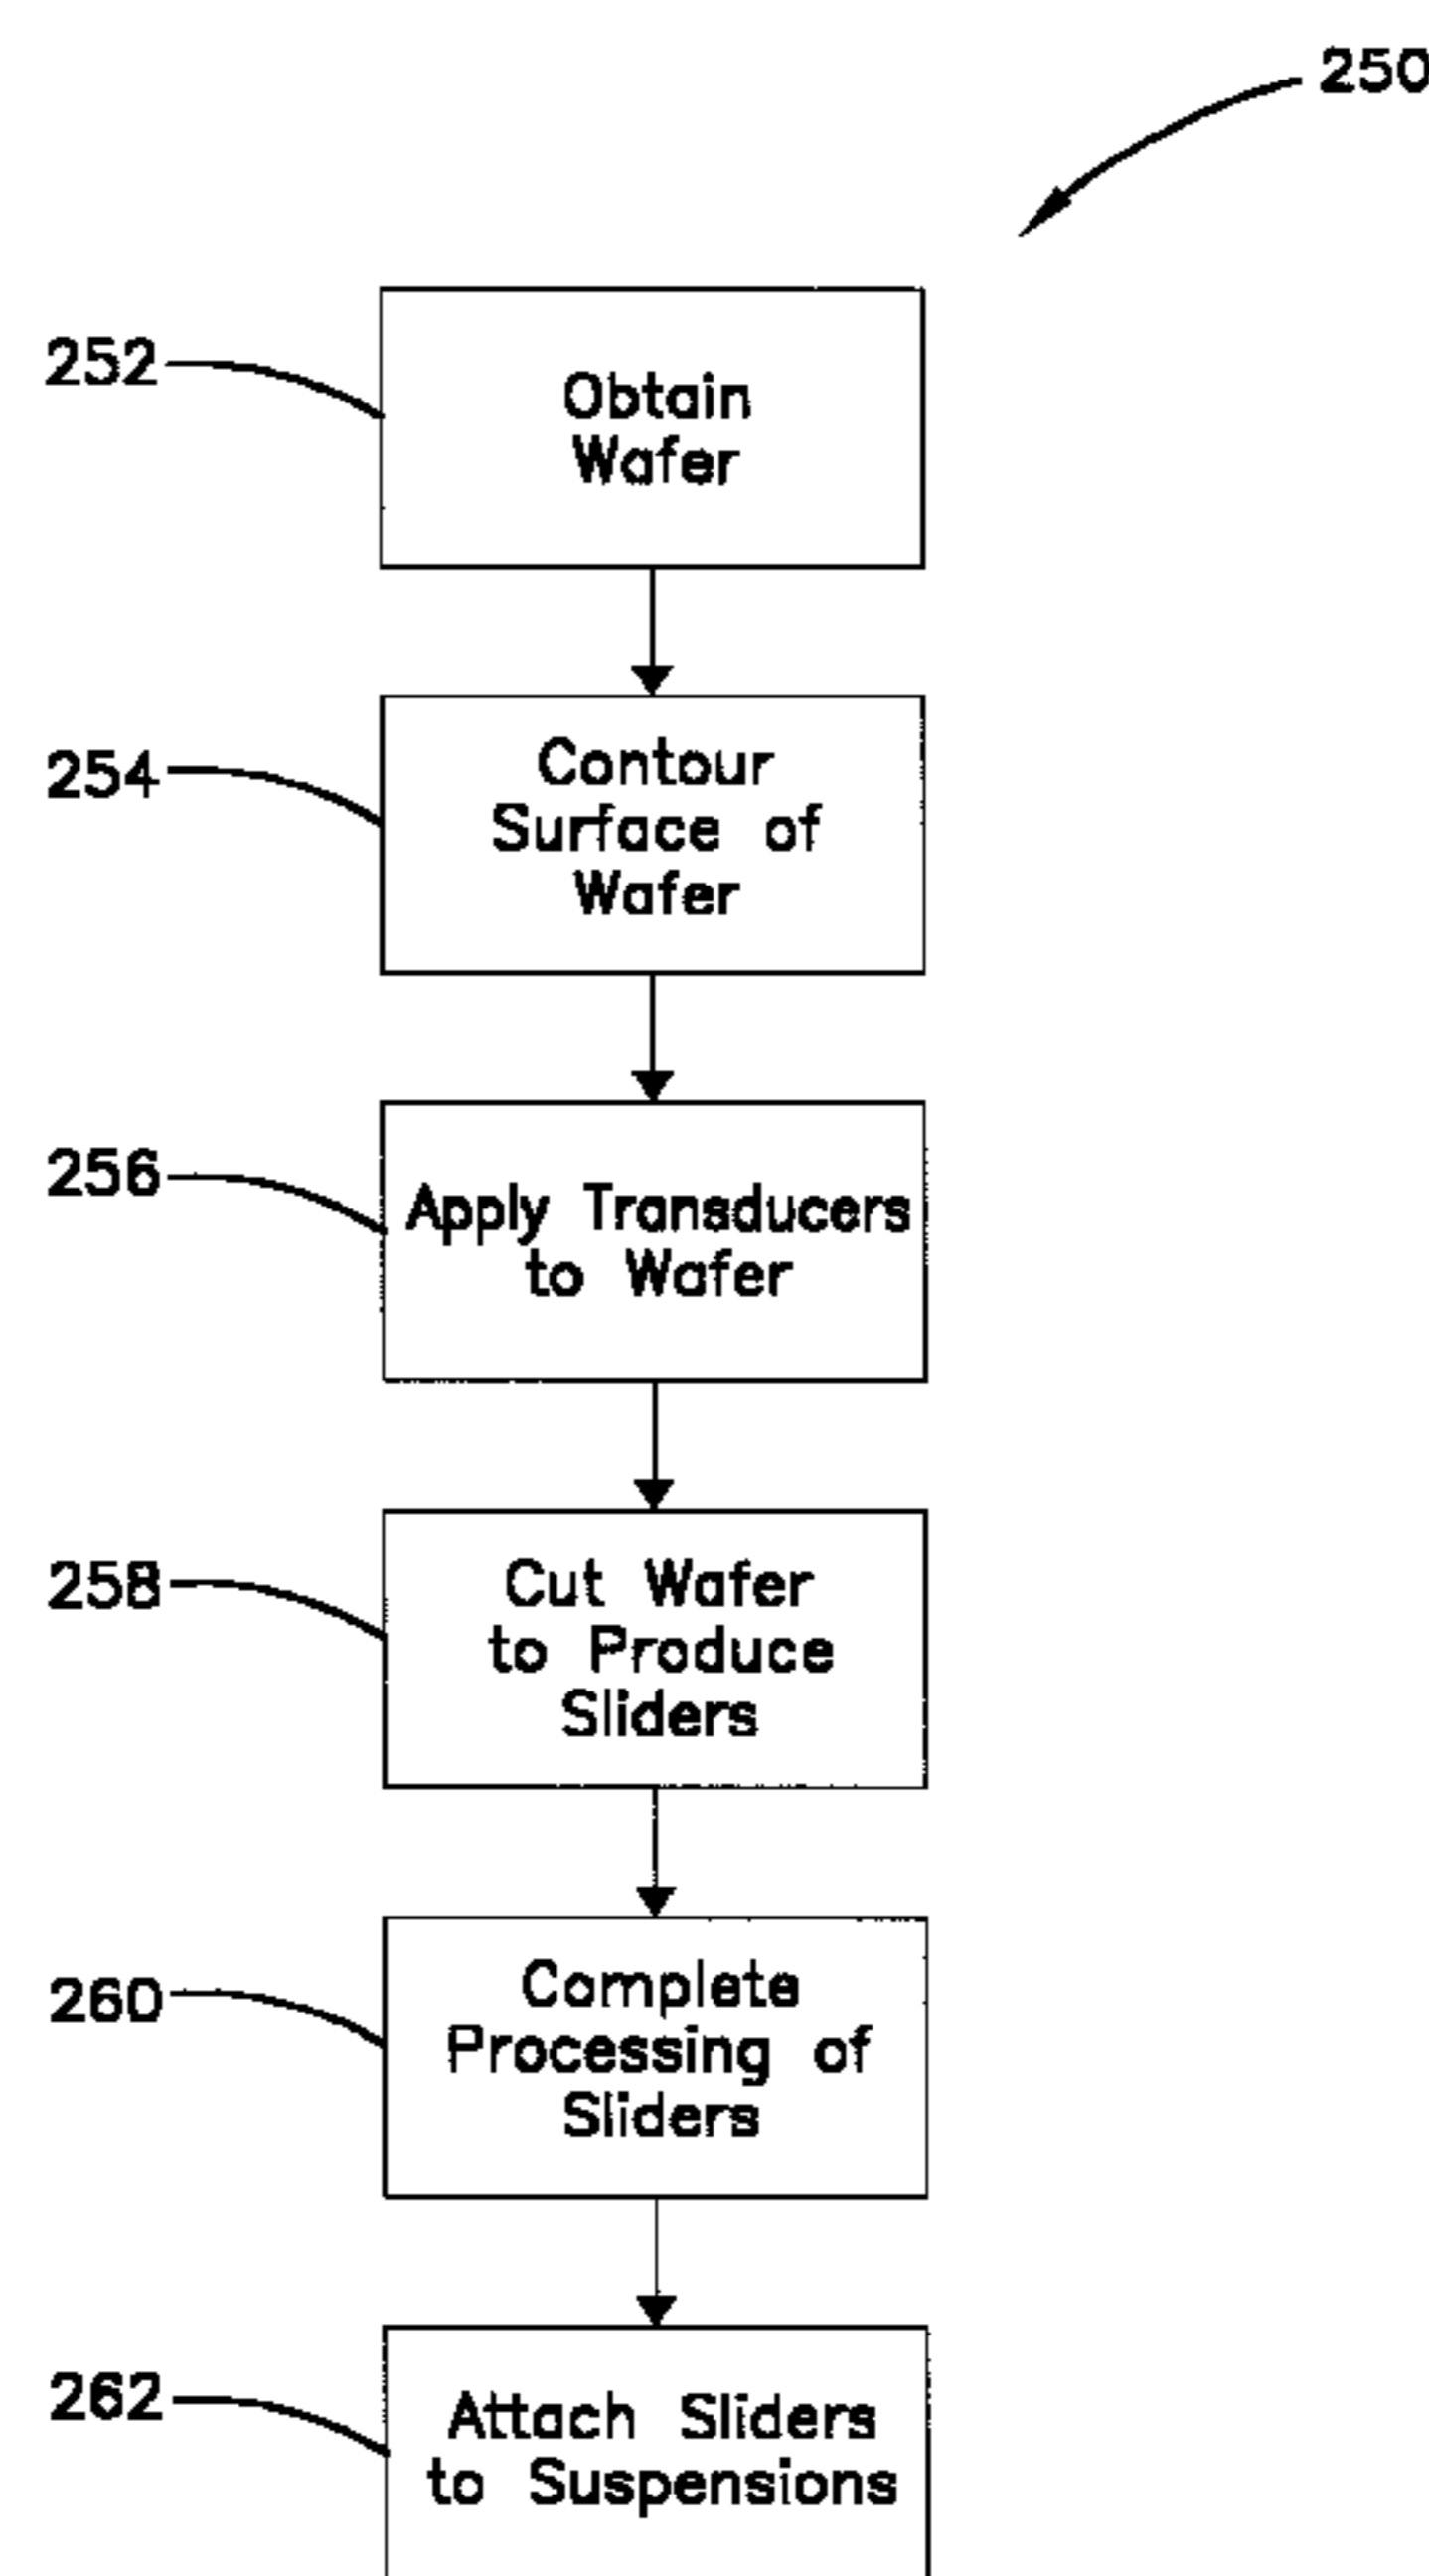 250
252
Obtain
Wafer
254
Contour
Surface of
Wafer
256
Apply Transducers
to Wafer
258
Cut Wafer
to Produce
Sliders
260
Complete
Processing of
Sliders
262
Attach Sliders
to Suspensions